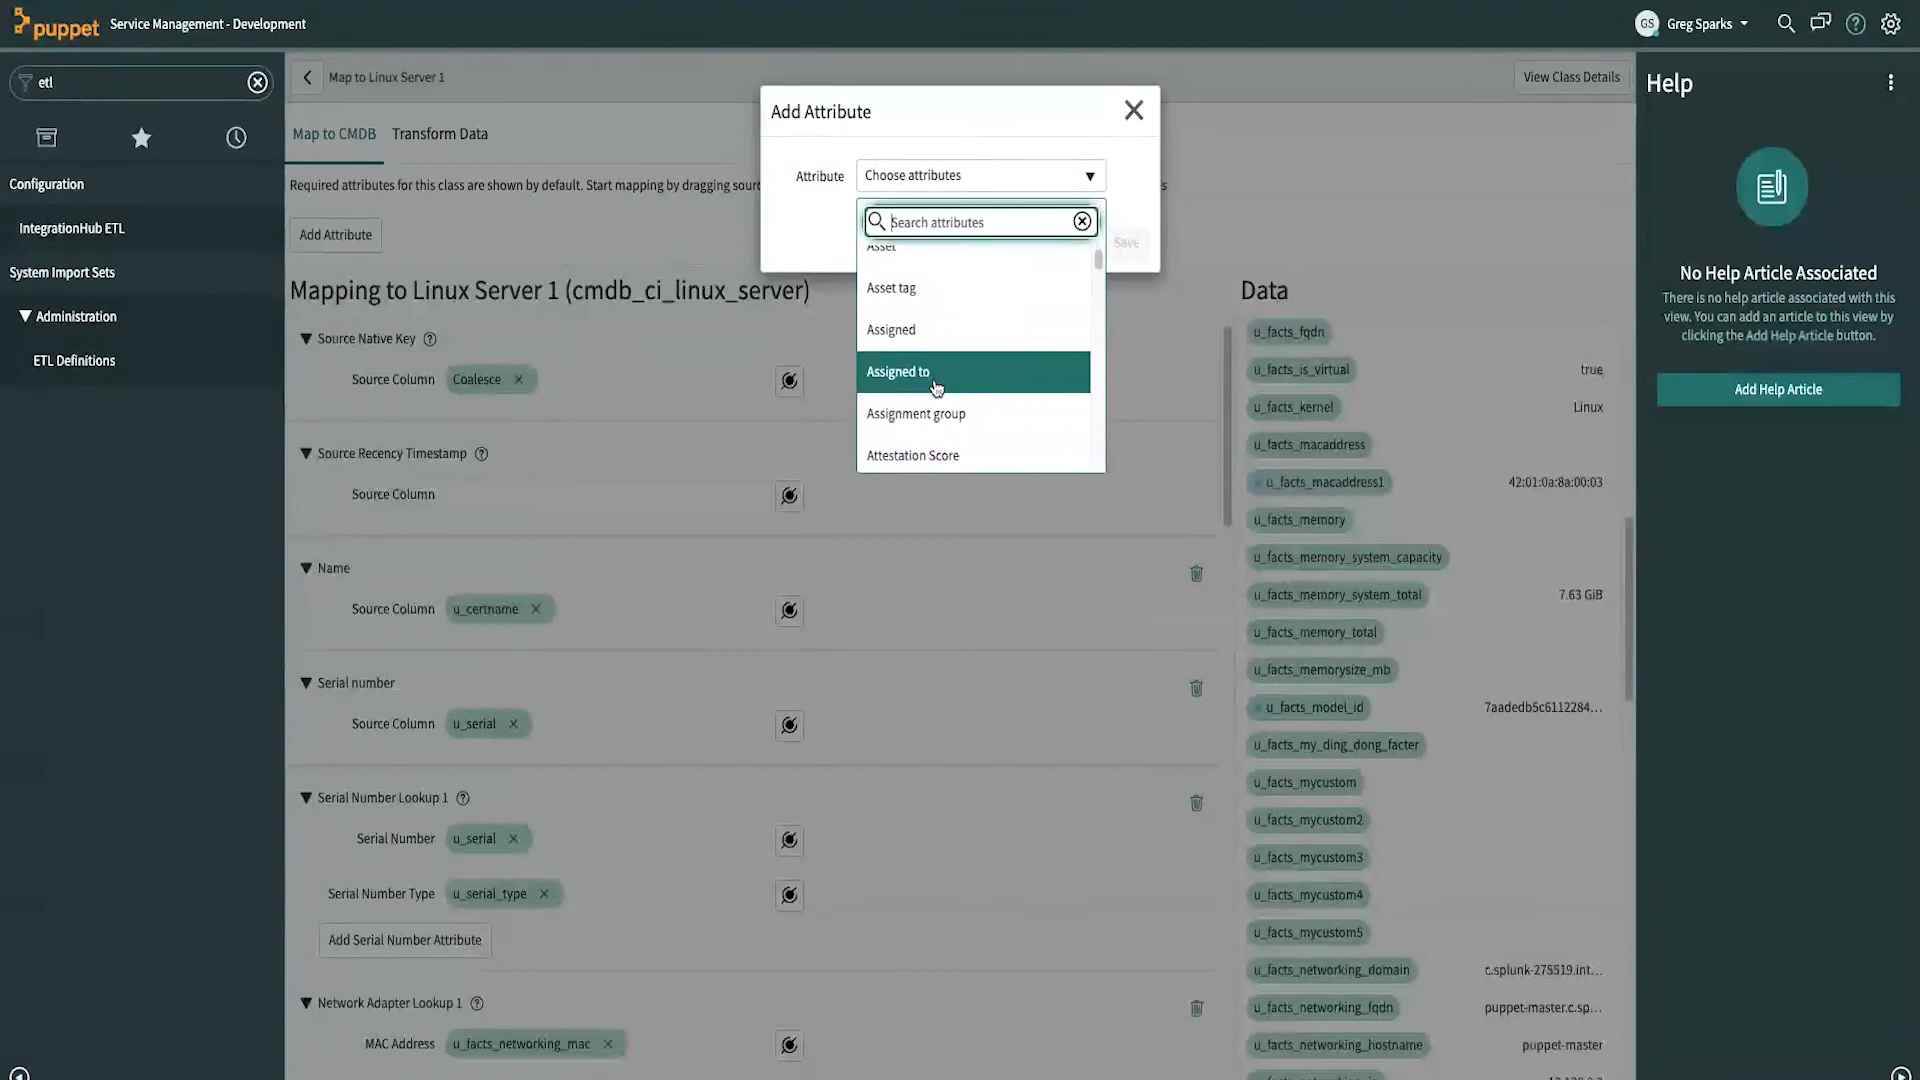 puppet Service Management - Development
GS Greg Sparks
etl
Configuration
IntegrationHub ETL
System Import Sets
Administration
ETL Definitions
Map to Linux Server 1
View Class Details
Map to CMDB Transform Data
Required attributes for this class are shown by default. Start mapping by dragging
Add Attribute
Mapping to Linux Server 1 (cmdb_ci_linux_server)
Source Native Key
Source Column Coalesce
Source Recency Timestamp
Source Column
Name
Source Column u_certname
Serial number
Source Column u_serial
Serial Number Lookup 1
Serial Number u_serial
Serial Number Type u_serial_type
Add Serial Number Attribute
Network Adapter Lookup 1
MAC Address u_facts_networking_mac
Add Attribute
Attribute Choose attributes
Search attributes
Save
Asset
Asset tag
Assigned
Assigned to
Assignment group
Attestation Score
Data
u_facts_fqdn
u_facts_is_virtual true
u_facts_kernel Linux
u_facts_macaddress
u_facts_macaddress1 42:01:0a:8a:00:03
u_facts_memory
u_facts_memory_system_capacity
u_facts_memory_system_total 7.63 GiB
u_facts_memory_total
u_facts_memorysize_mb
u_facts_model_id 7aadedb5c6112284...
u_facts_my_ding_dong_facter
u_facts_mycustom
u_facts_mycustom2
u_facts_mycustom3
u_facts_mycustom4
u_facts_mycustom5
u_facts_networking_domain c.splunk-275519.int...
u_facts_networking_fqdn puppet-master.c.sp...
u_facts_networking_hostname puppet-master
Help
No Help Article Associated
There is no help article associated with this
view. You can add an article to this view by
clicking the Add Help Article button.
Add Help Article